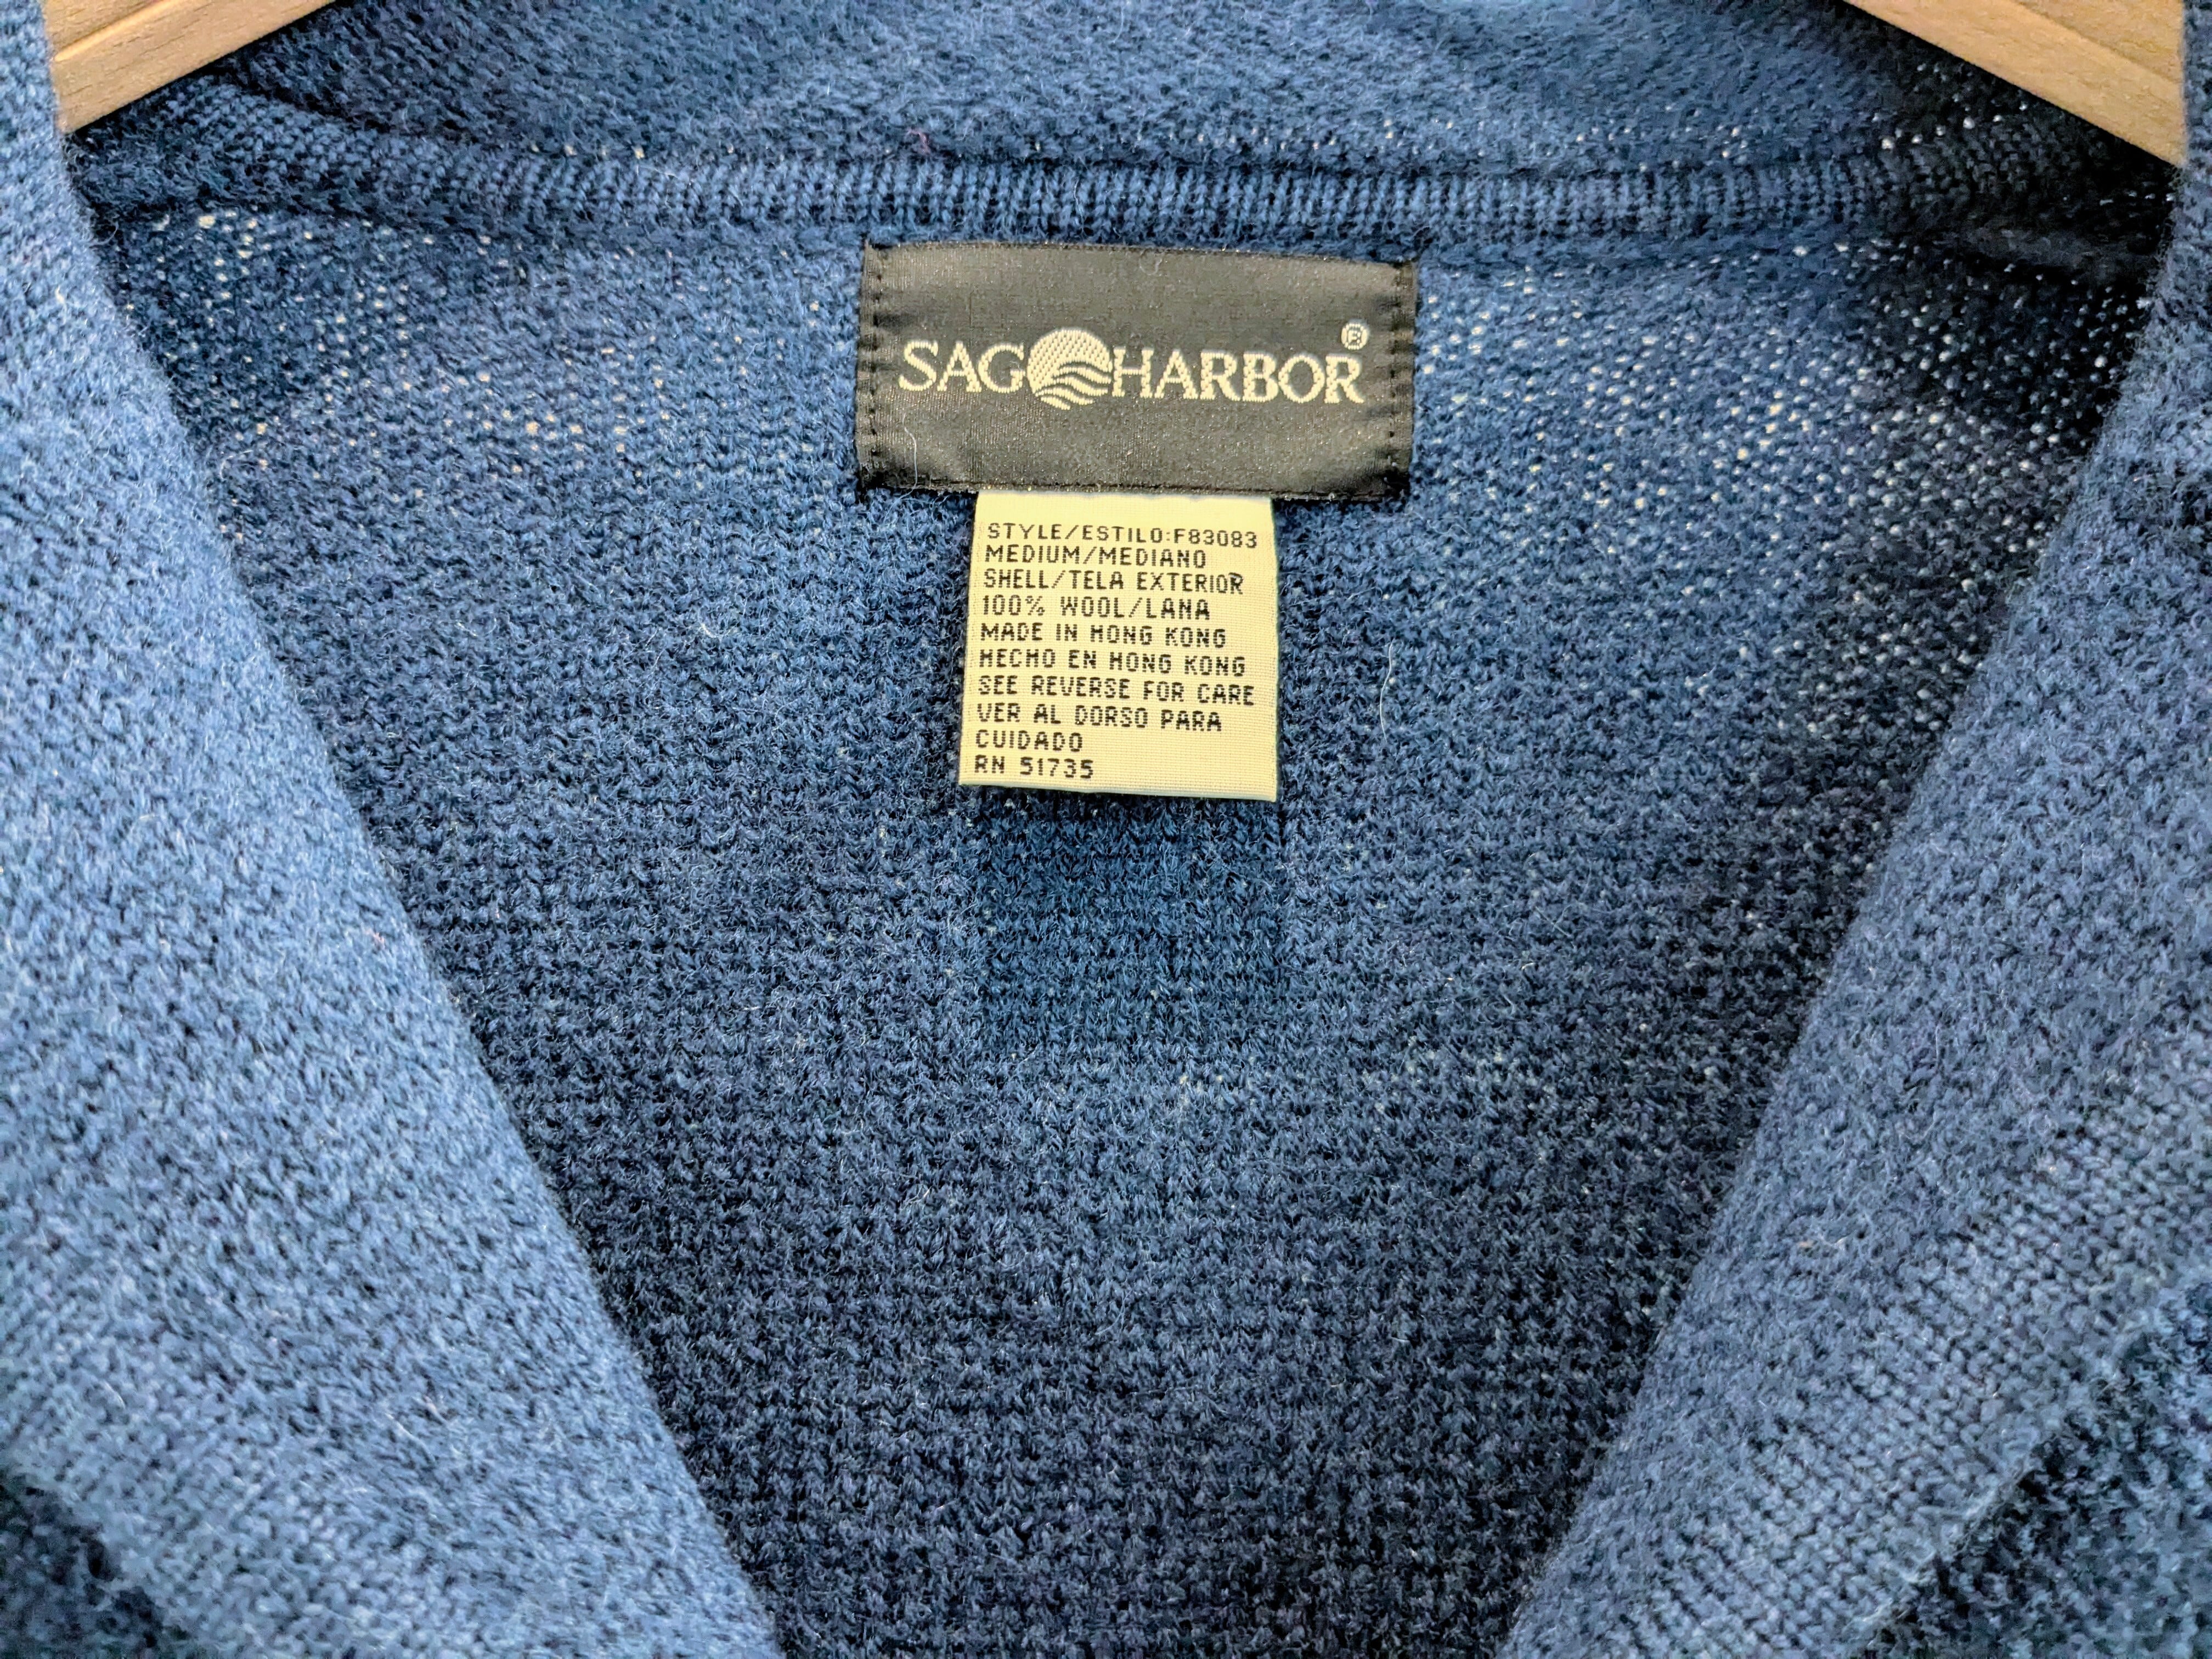 SAG HARBOR®
STYLE/ESTILO:F83083
MEDIUM/MEDIANO
SHELL/TELA EXTERIOR
100% WOOL/LANA
MADE IN HONG KONG
HECHO EN HONG KONG
SEE REVERSE FOR CARE
VER AL DORSO PARA
CUIDADO
RN 51735